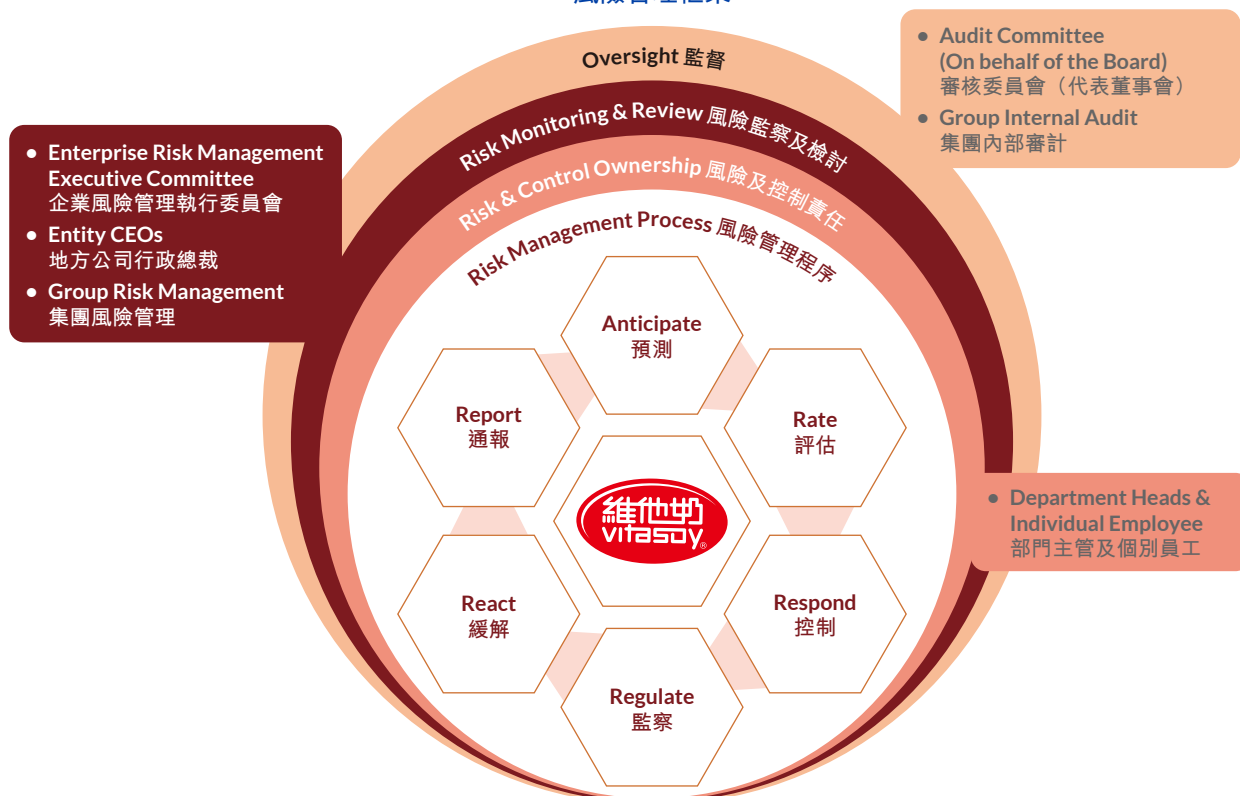 Oversight 監督
Risk Monitoring & Review 風險監察及檢討
Risk & Control Ownership 風險及控制責任
Risk Management Process 風險管理程序
● Audit Committee
(On behalf of the Board)
審核委員會（代表董事會）
● Group Internal Audit
集團內部審計
● Enterprise Risk Management
Executive Committee
企業風險管理執行委員會
● Entity CEOs
地方公司行政總裁
● Group Risk Management
集團風險管理
● Department Heads &
Individual Employee
部門主管及個別員工
Anticipate
預測
Rate
評估
Respond
控制
Regulate
監察
React
緩解
Report
通報
維他奶
vitasoy®